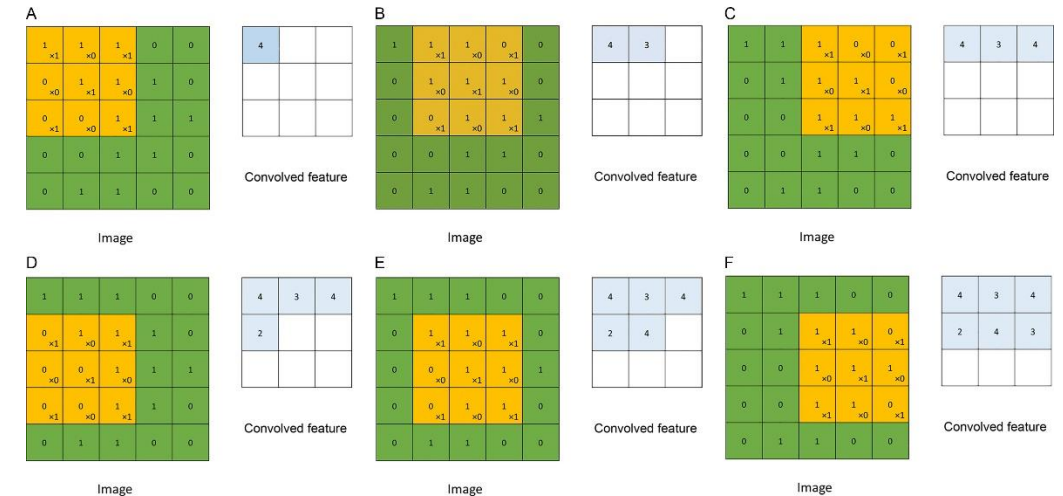 A
1×1 1×0 1×1 0 0
0×0 1×1 1×0 1 0
0×1 0×0 1×1 1 1
0 0 1 1 0
0 1 1 0 0
Image
4
Convolved feature
B
1 1×1 1×0 0×1 0
0 1×0 1×1 1×0 0
0 0×1 1×0 1×1 1
0 0 1 1 0
0 1 1 0 0
Image
4 3
Convolved feature
C
1 1 1×1 0×0 0×1
0 1 1×0 1×1 0×0
0 0 1×1 1×0 1×1
0 0 1 1 0
0 1 1 0 0
Image
4 3 4
Convolved feature
D
1 1 1 0 0
0×1 1×0 1×1 1 0
0×0 0×1 1×0 1 1
0×1 0×0 1×1 1 0
0 1 1 0 0
Image
4 3 4
2
Convolved feature
E
1 1 1 0 0
0 1×1 1×0 1×1 0
0 0×0 1×1 1×0 1
0 0×1 1×0 1×1 0
0 1 1 0 0
Image
4 3 4
2 4
Convolved feature
F
1 1 1 0 0
0 1 1×1 1×0 0×1
0 0 1×0 1×1 1×0
0 0 1×1 1×0 0×1
0 1 1 0 0
Image
4 3 4
2 4 3
Convolved feature